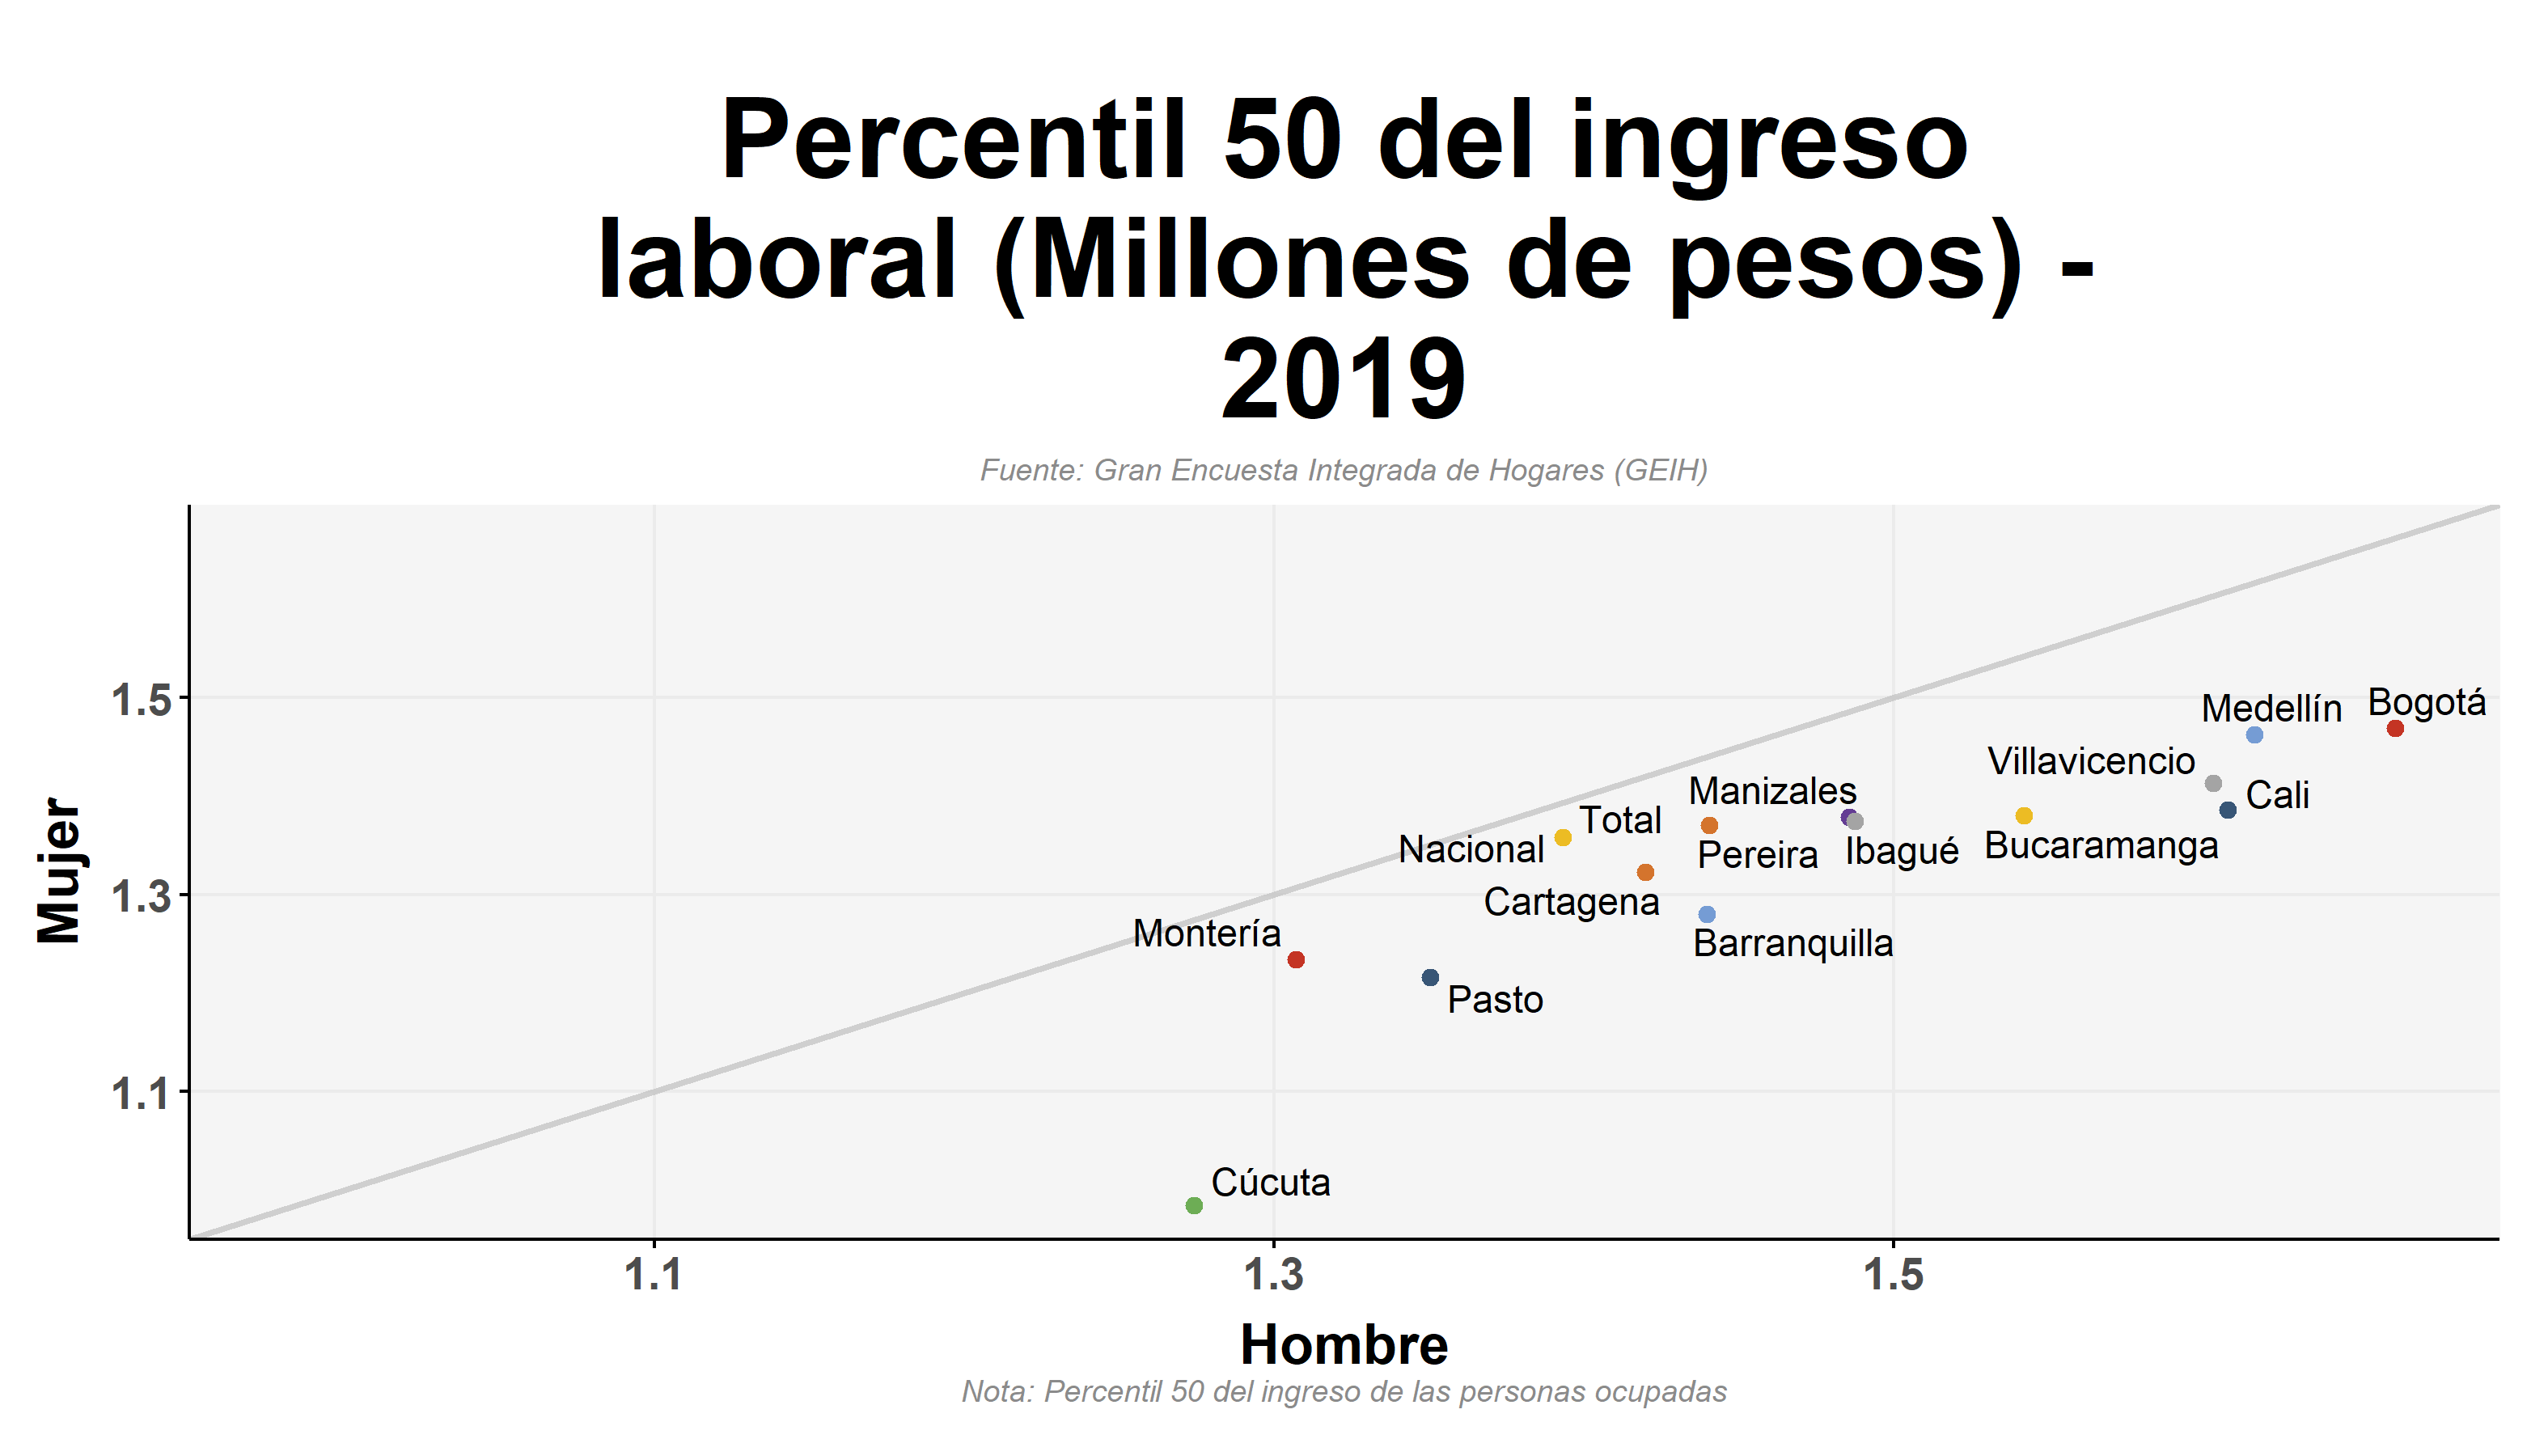 Percentil 50 del ingreso
laboral (Millones de pesos) -
2019
Fuente: Gran Encuesta Integrada de Hogares (GEIH)
Mujer
1.5
1.3
1.1
Medellín
Bogotá
Villavicencio
Cali
Manizales
Total
Nacional
Pereira
Ibagué
Bucaramanga
Cartagena
Montería
Barranquilla
Pasto
Cúcuta
1.1
1.3
1.5
Hombre
Nota: Percentil 50 del ingreso de las personas ocupadas